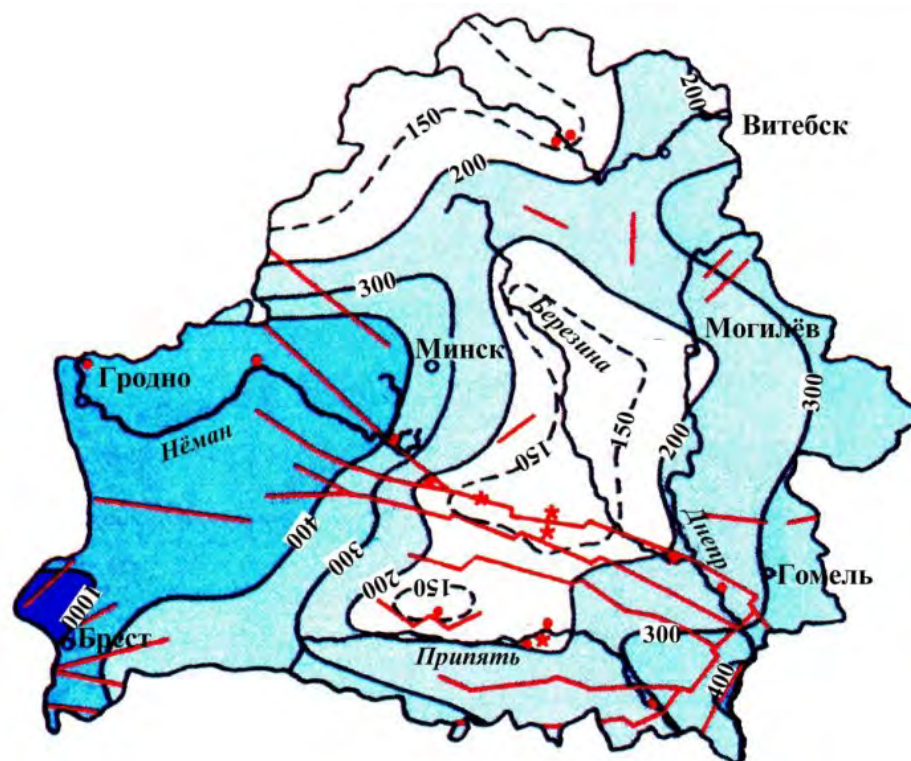 200
Витебск
150
200
300
Березина
Могилёв
Минск
300
Гродно
Нёман
150
200
150
Днепр
400
300
200
150
Гомель
1000
Брест
300
Припять
400